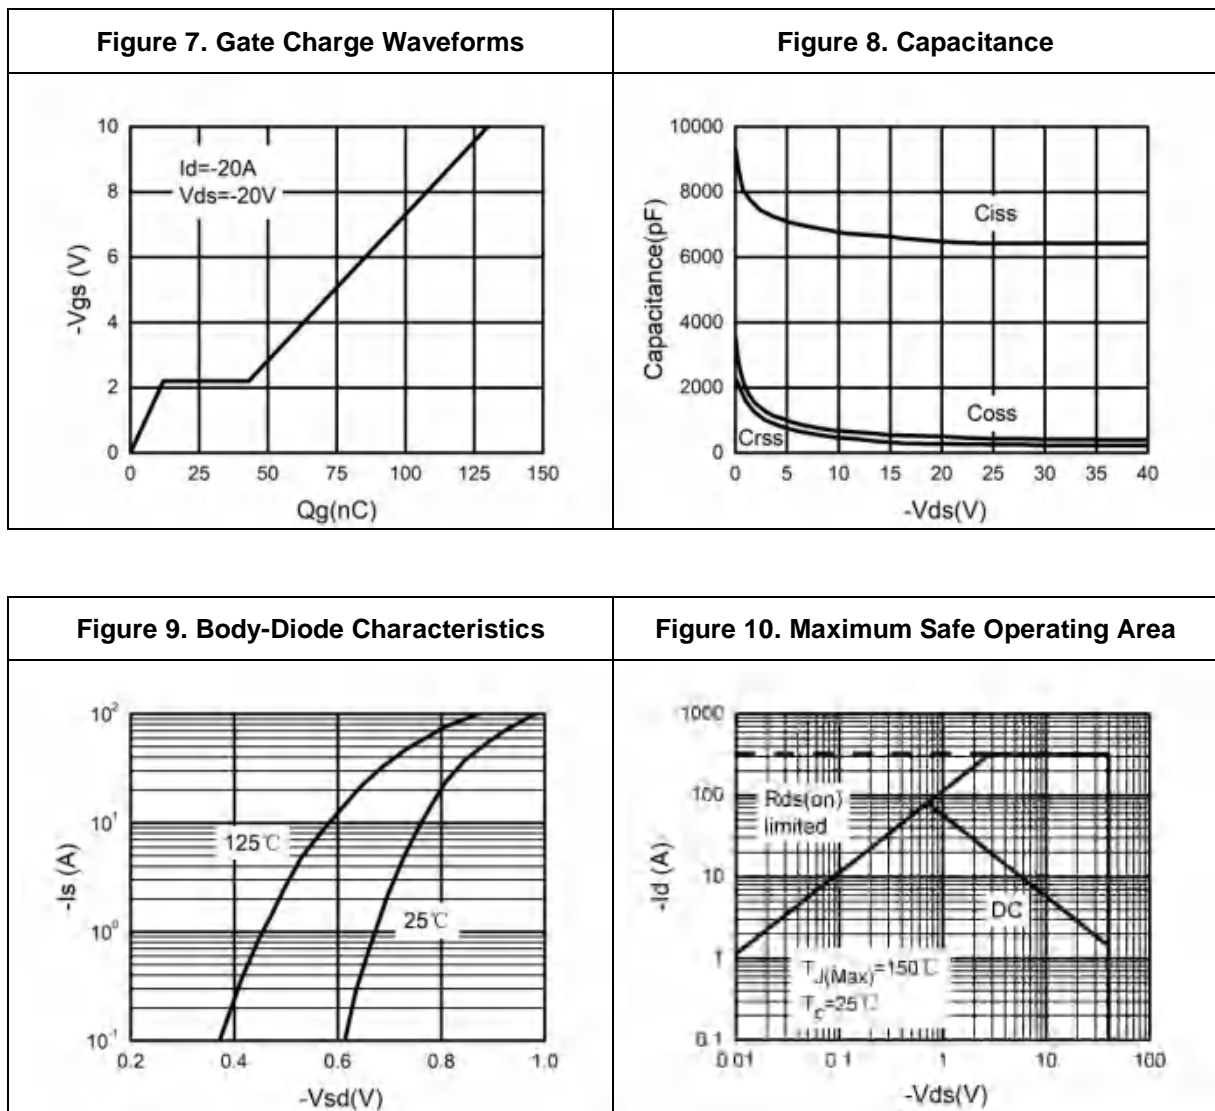 Figure 7. Gate Charge Waveforms
Figure 8. Capacitance
10
8
6
4
2
0
-Vgs (V)
Id=-20A
Vds=-20V
0 25 50 75 100 125 150
Qg(nC)
10000
8000
6000
4000
2000
0
Capacitance(pF)
Ciss
Coss
Crss
0 5 10 15 20 25 30 35 40
-Vds(V)
Figure 9. Body-Diode Characteristics
Figure 10. Maximum Safe Operating Area
10²
10¹
10⁰
10⁻¹
-Is (A)
125℃
25℃
0.2 0.4 0.6 0.8 1.0
-Vsd(V)
1000
100
10
1
0.1
-Id (A)
Rds(on)
limited
DC
TJ(Max)=150℃
Tc=25℃
0.01 0.1 1 10 100
-Vds(V)